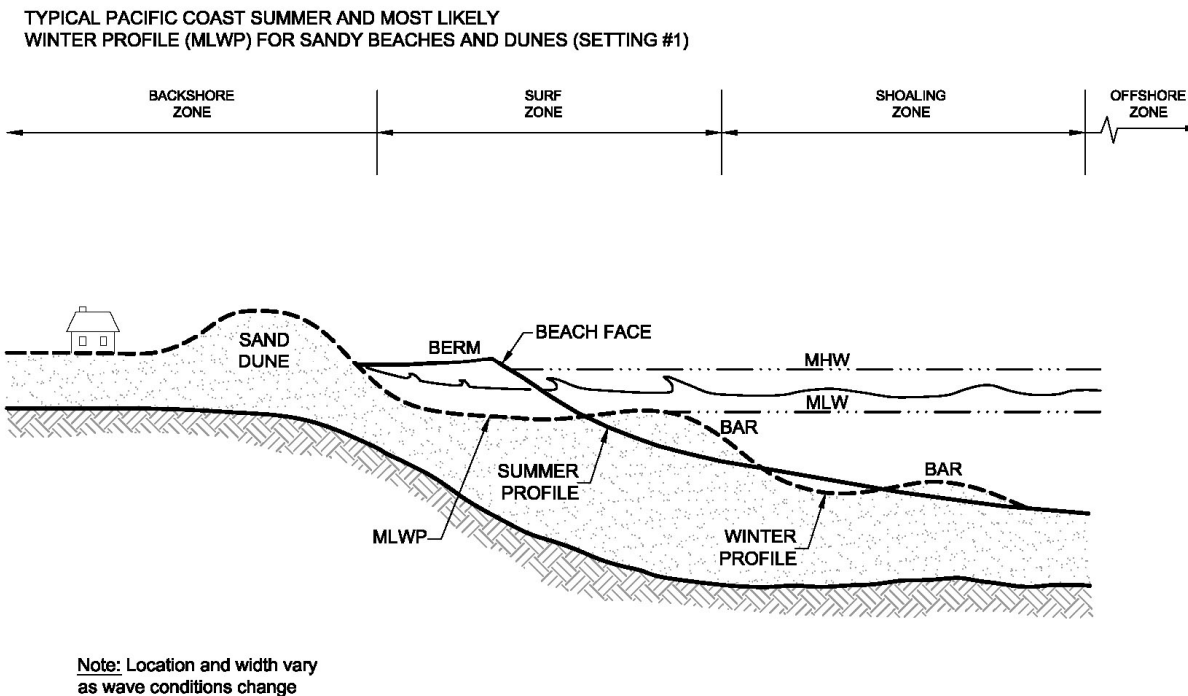 TYPICAL PACIFIC COAST SUMMER AND MOST LIKELY
WINTER PROFILE (MLWP) FOR SANDY BEACHES AND DUNES (SETTING #1)
BACKSHORE
ZONE
SURF
ZONE
SHOALING
ZONE
OFFSHORE
ZONE
SAND
DUNE
BERM
BEACH FACE
MHW
MLW
BAR
SUMMER
PROFILE
BAR
MLWP
WINTER
PROFILE
Note: Location and width vary
as wave conditions change